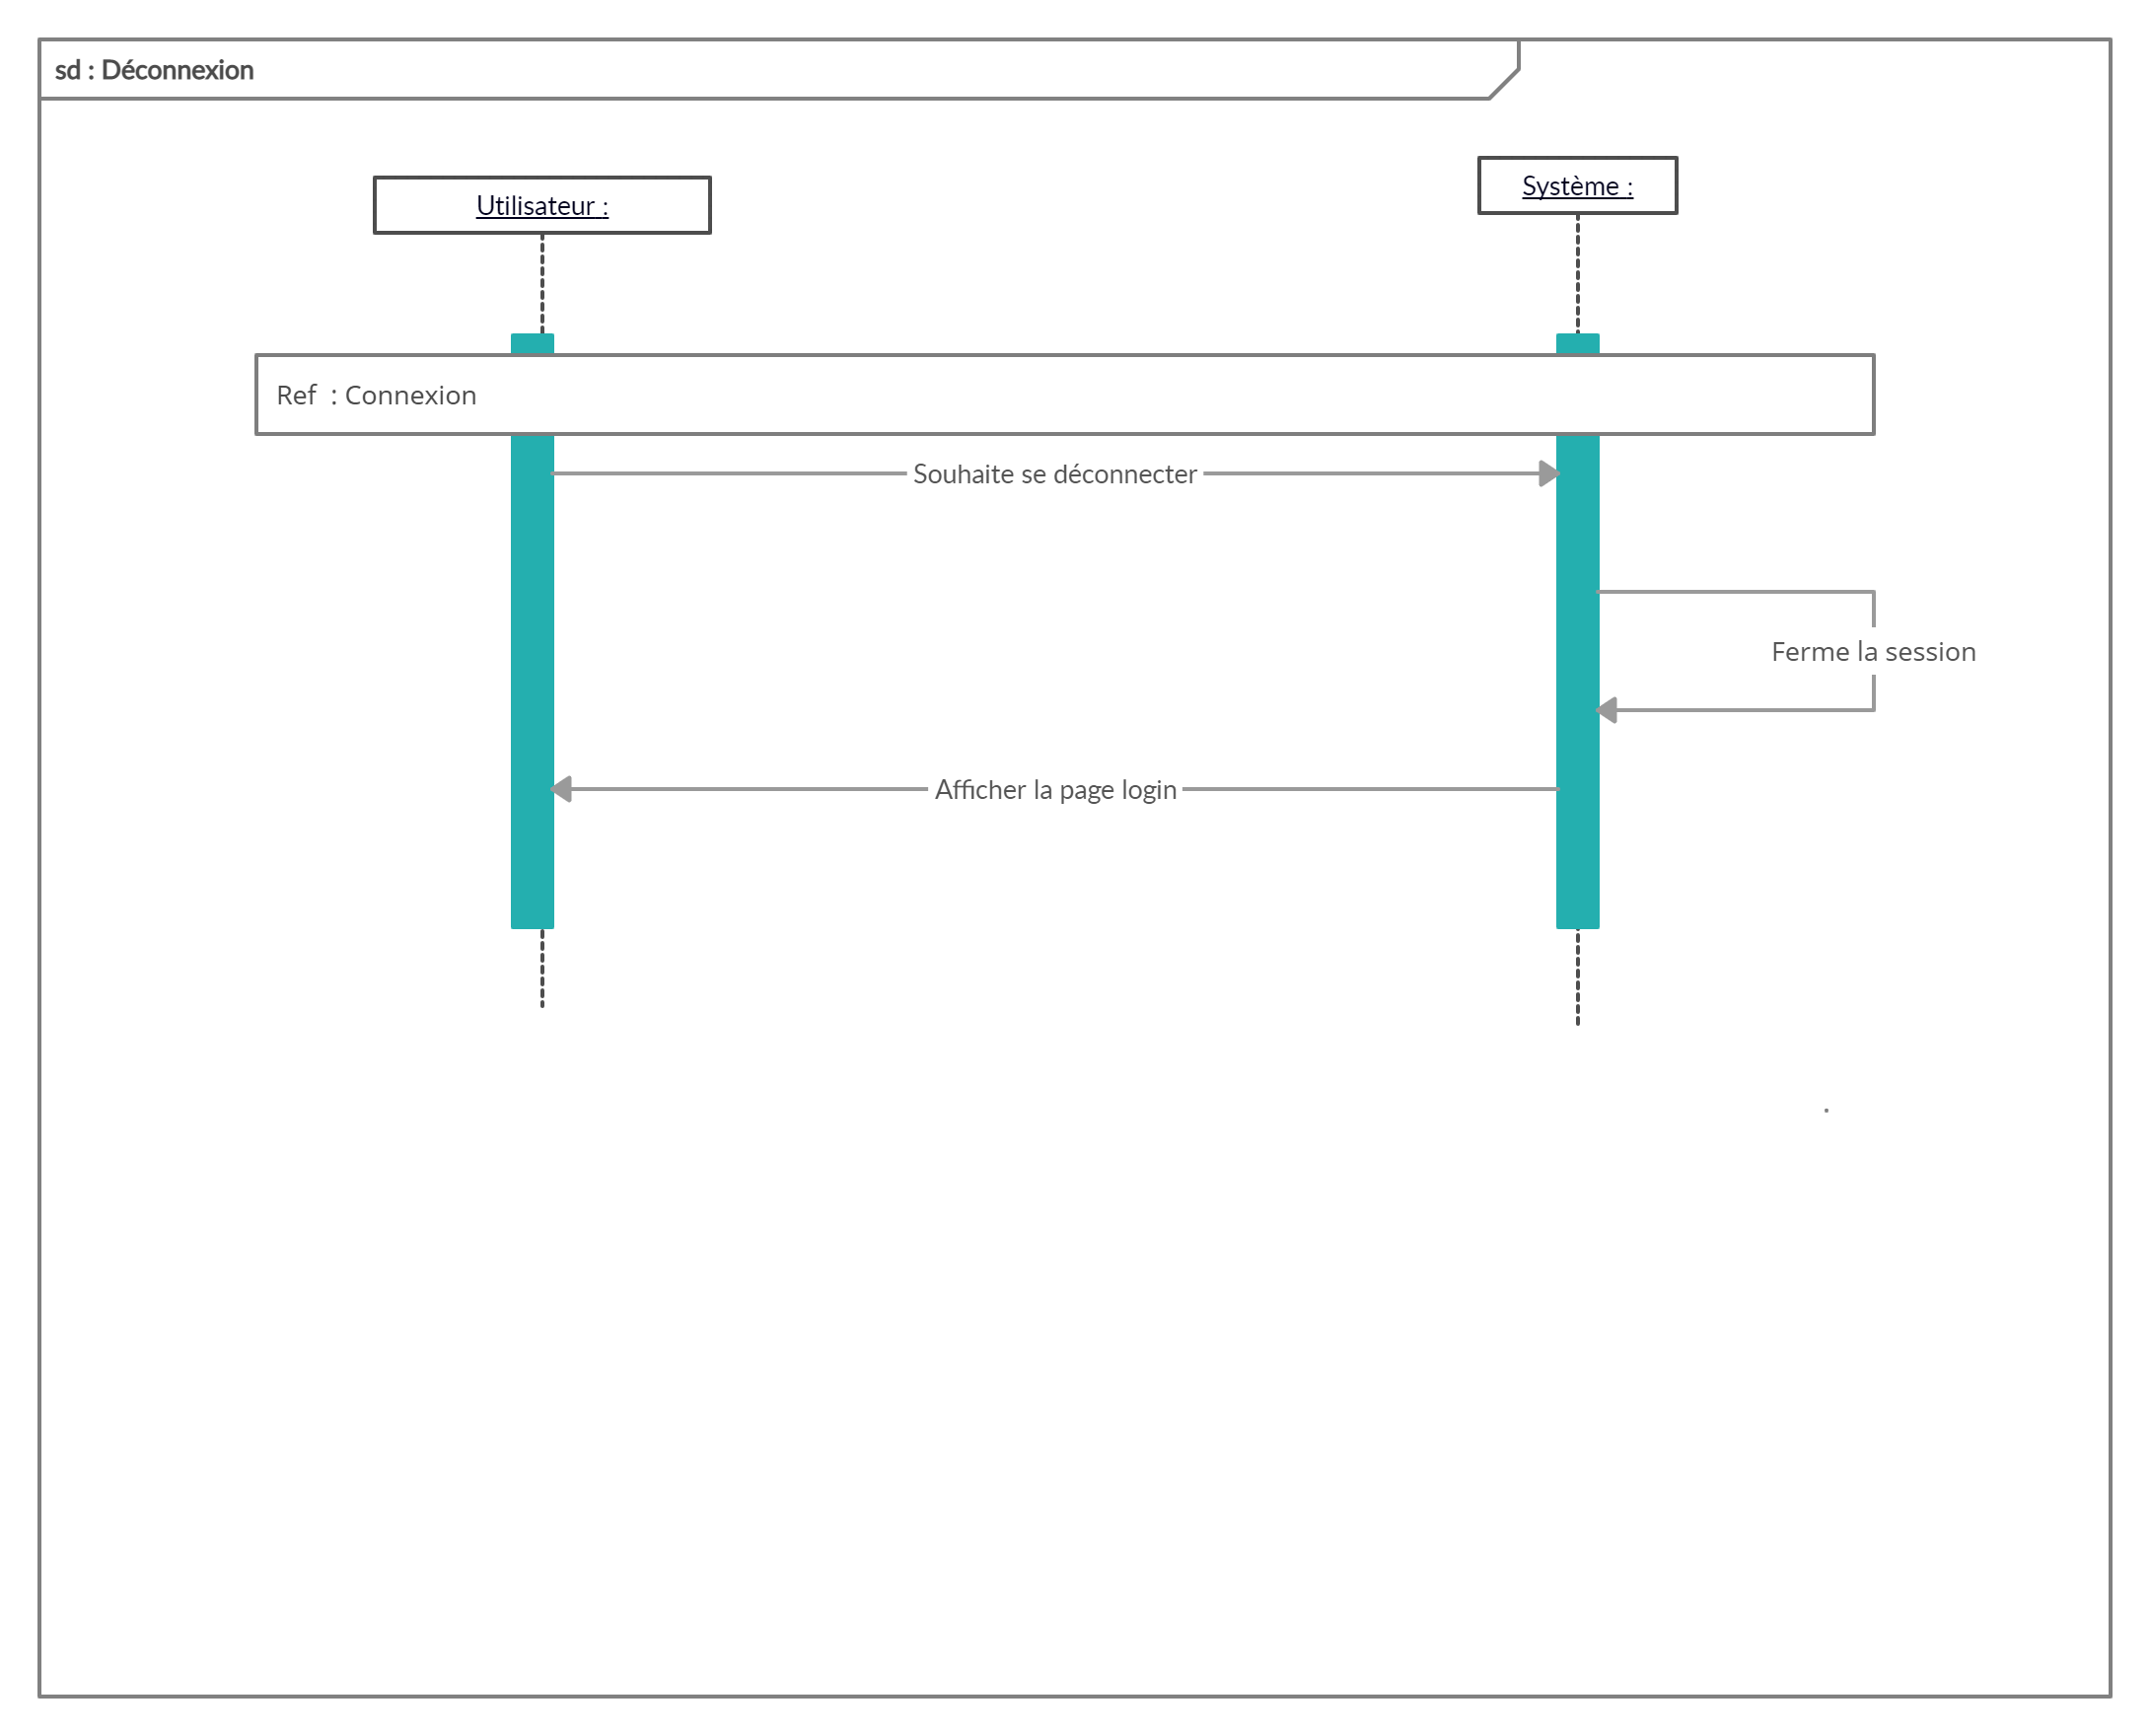 sd : Déconnexion
Utilisateur :
Système :
Ref  : Connexion
Souhaite se déconnecter
Ferme la session
Afficher la page login
.